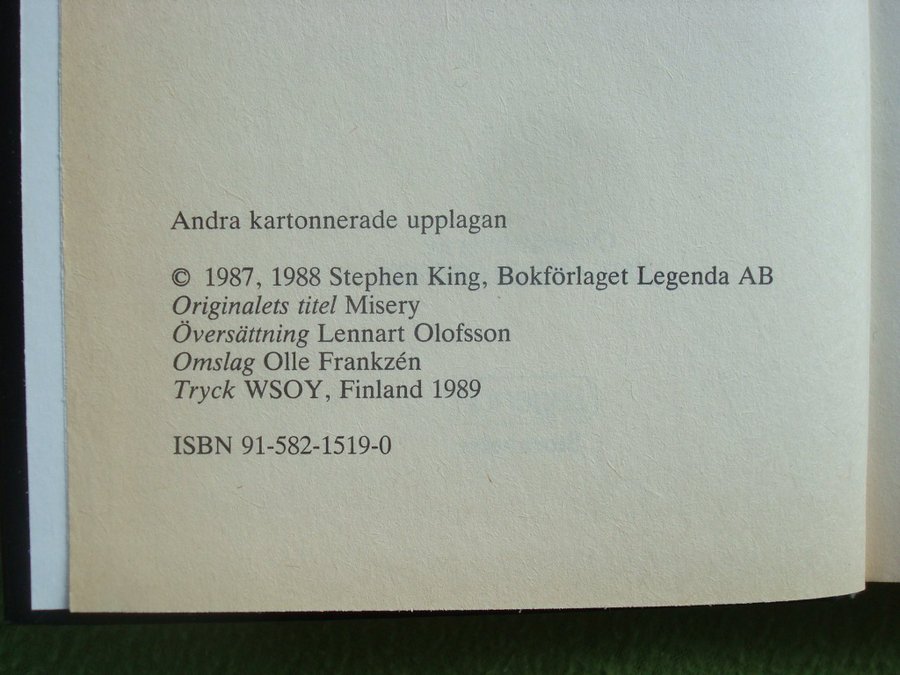 Andra kartonnerade upplagan
© 1987, 1988 Stephen King, Bokförlaget Legenda AB
Originalets titel Misery
Översättning Lennart Olofsson
Omslag Olle Frankzén
Tryck WSOY, Finland 1989
ISBN 91-582-1519-0